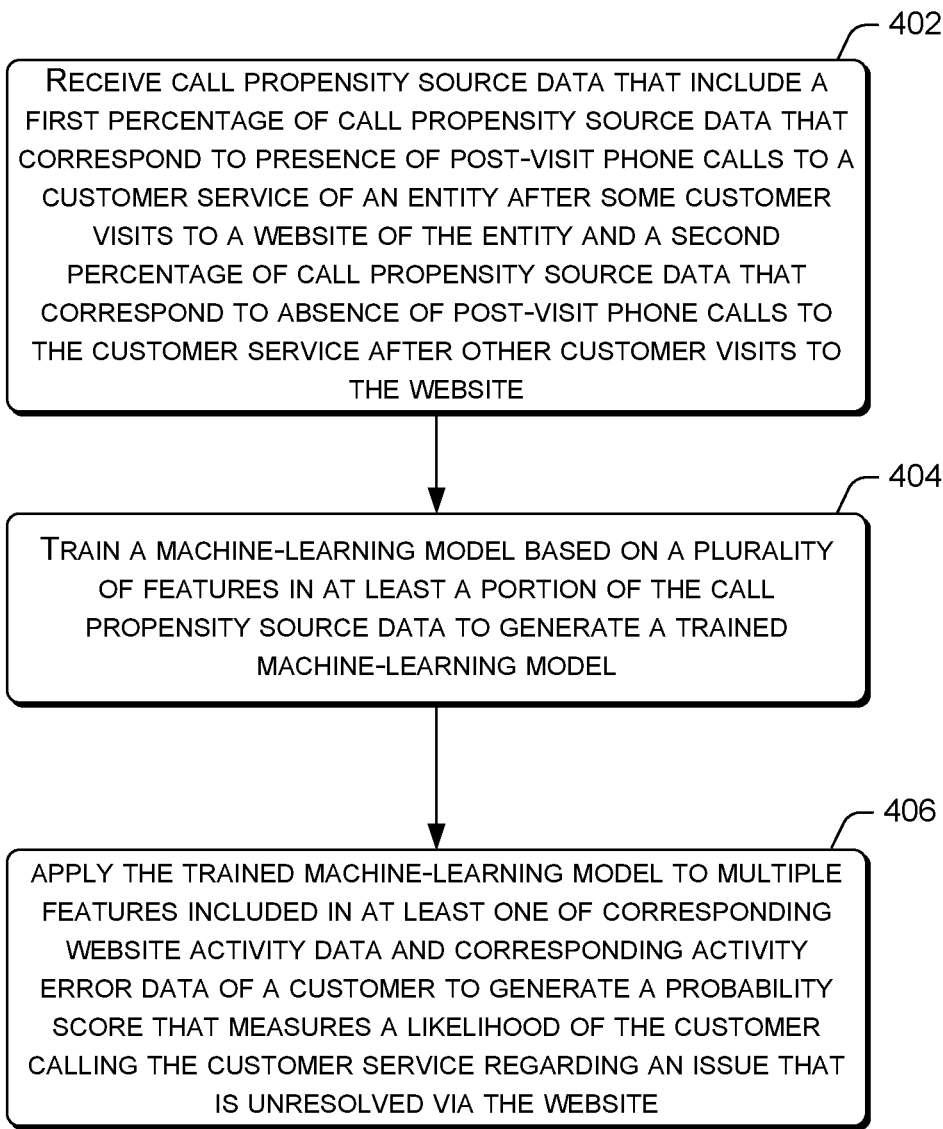 402
RECEIVE CALL PROPENSITY SOURCE DATA THAT INCLUDE A
FIRST PERCENTAGE OF CALL PROPENSITY SOURCE DATA THAT
CORRESPOND TO PRESENCE OF POST-VISIT PHONE CALLS TO A
CUSTOMER SERVICE OF AN ENTITY AFTER SOME CUSTOMER
VISITS TO A WEBSITE OF THE ENTITY AND A SECOND
PERCENTAGE OF CALL PROPENSITY SOURCE DATA THAT
CORRESPOND TO ABSENCE OF POST-VISIT PHONE CALLS TO
THE CUSTOMER SERVICE AFTER OTHER CUSTOMER VISITS TO
THE WEBSITE
404
TRAIN A MACHINE-LEARNING MODEL BASED ON A PLURALITY
OF FEATURES IN AT LEAST A PORTION OF THE CALL
PROPENSITY SOURCE DATA TO GENERATE A TRAINED
MACHINE-LEARNING MODEL
406
APPLY THE TRAINED MACHINE-LEARNING MODEL TO MULTIPLE
FEATURES INCLUDED IN AT LEAST ONE OF CORRESPONDING
WEBSITE ACTIVITY DATA AND CORRESPONDING ACTIVITY
ERROR DATA OF A CUSTOMER TO GENERATE A PROBABILITY
SCORE THAT MEASURES A LIKELIHOOD OF THE CUSTOMER
CALLING THE CUSTOMER SERVICE REGARDING AN ISSUE THAT
IS UNRESOLVED VIA THE WEBSITE